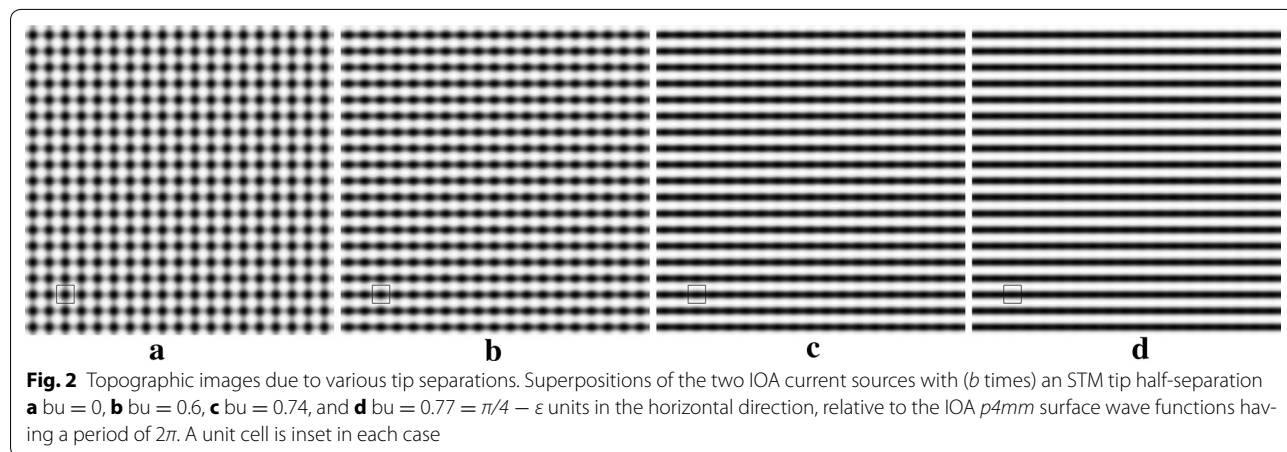 a b c d
Fig. 2 Topographic images due to various tip separations. Superpositions of the two IOA current sources with (b times) an STM tip half-separation
a bu = 0, b bu = 0.6, c bu = 0.74, and d bu = 0.77 = π/4 − ε units in the horizontal direction, relative to the IOA p4mm surface wave functions hav-
ing a period of 2π. A unit cell is inset in each case